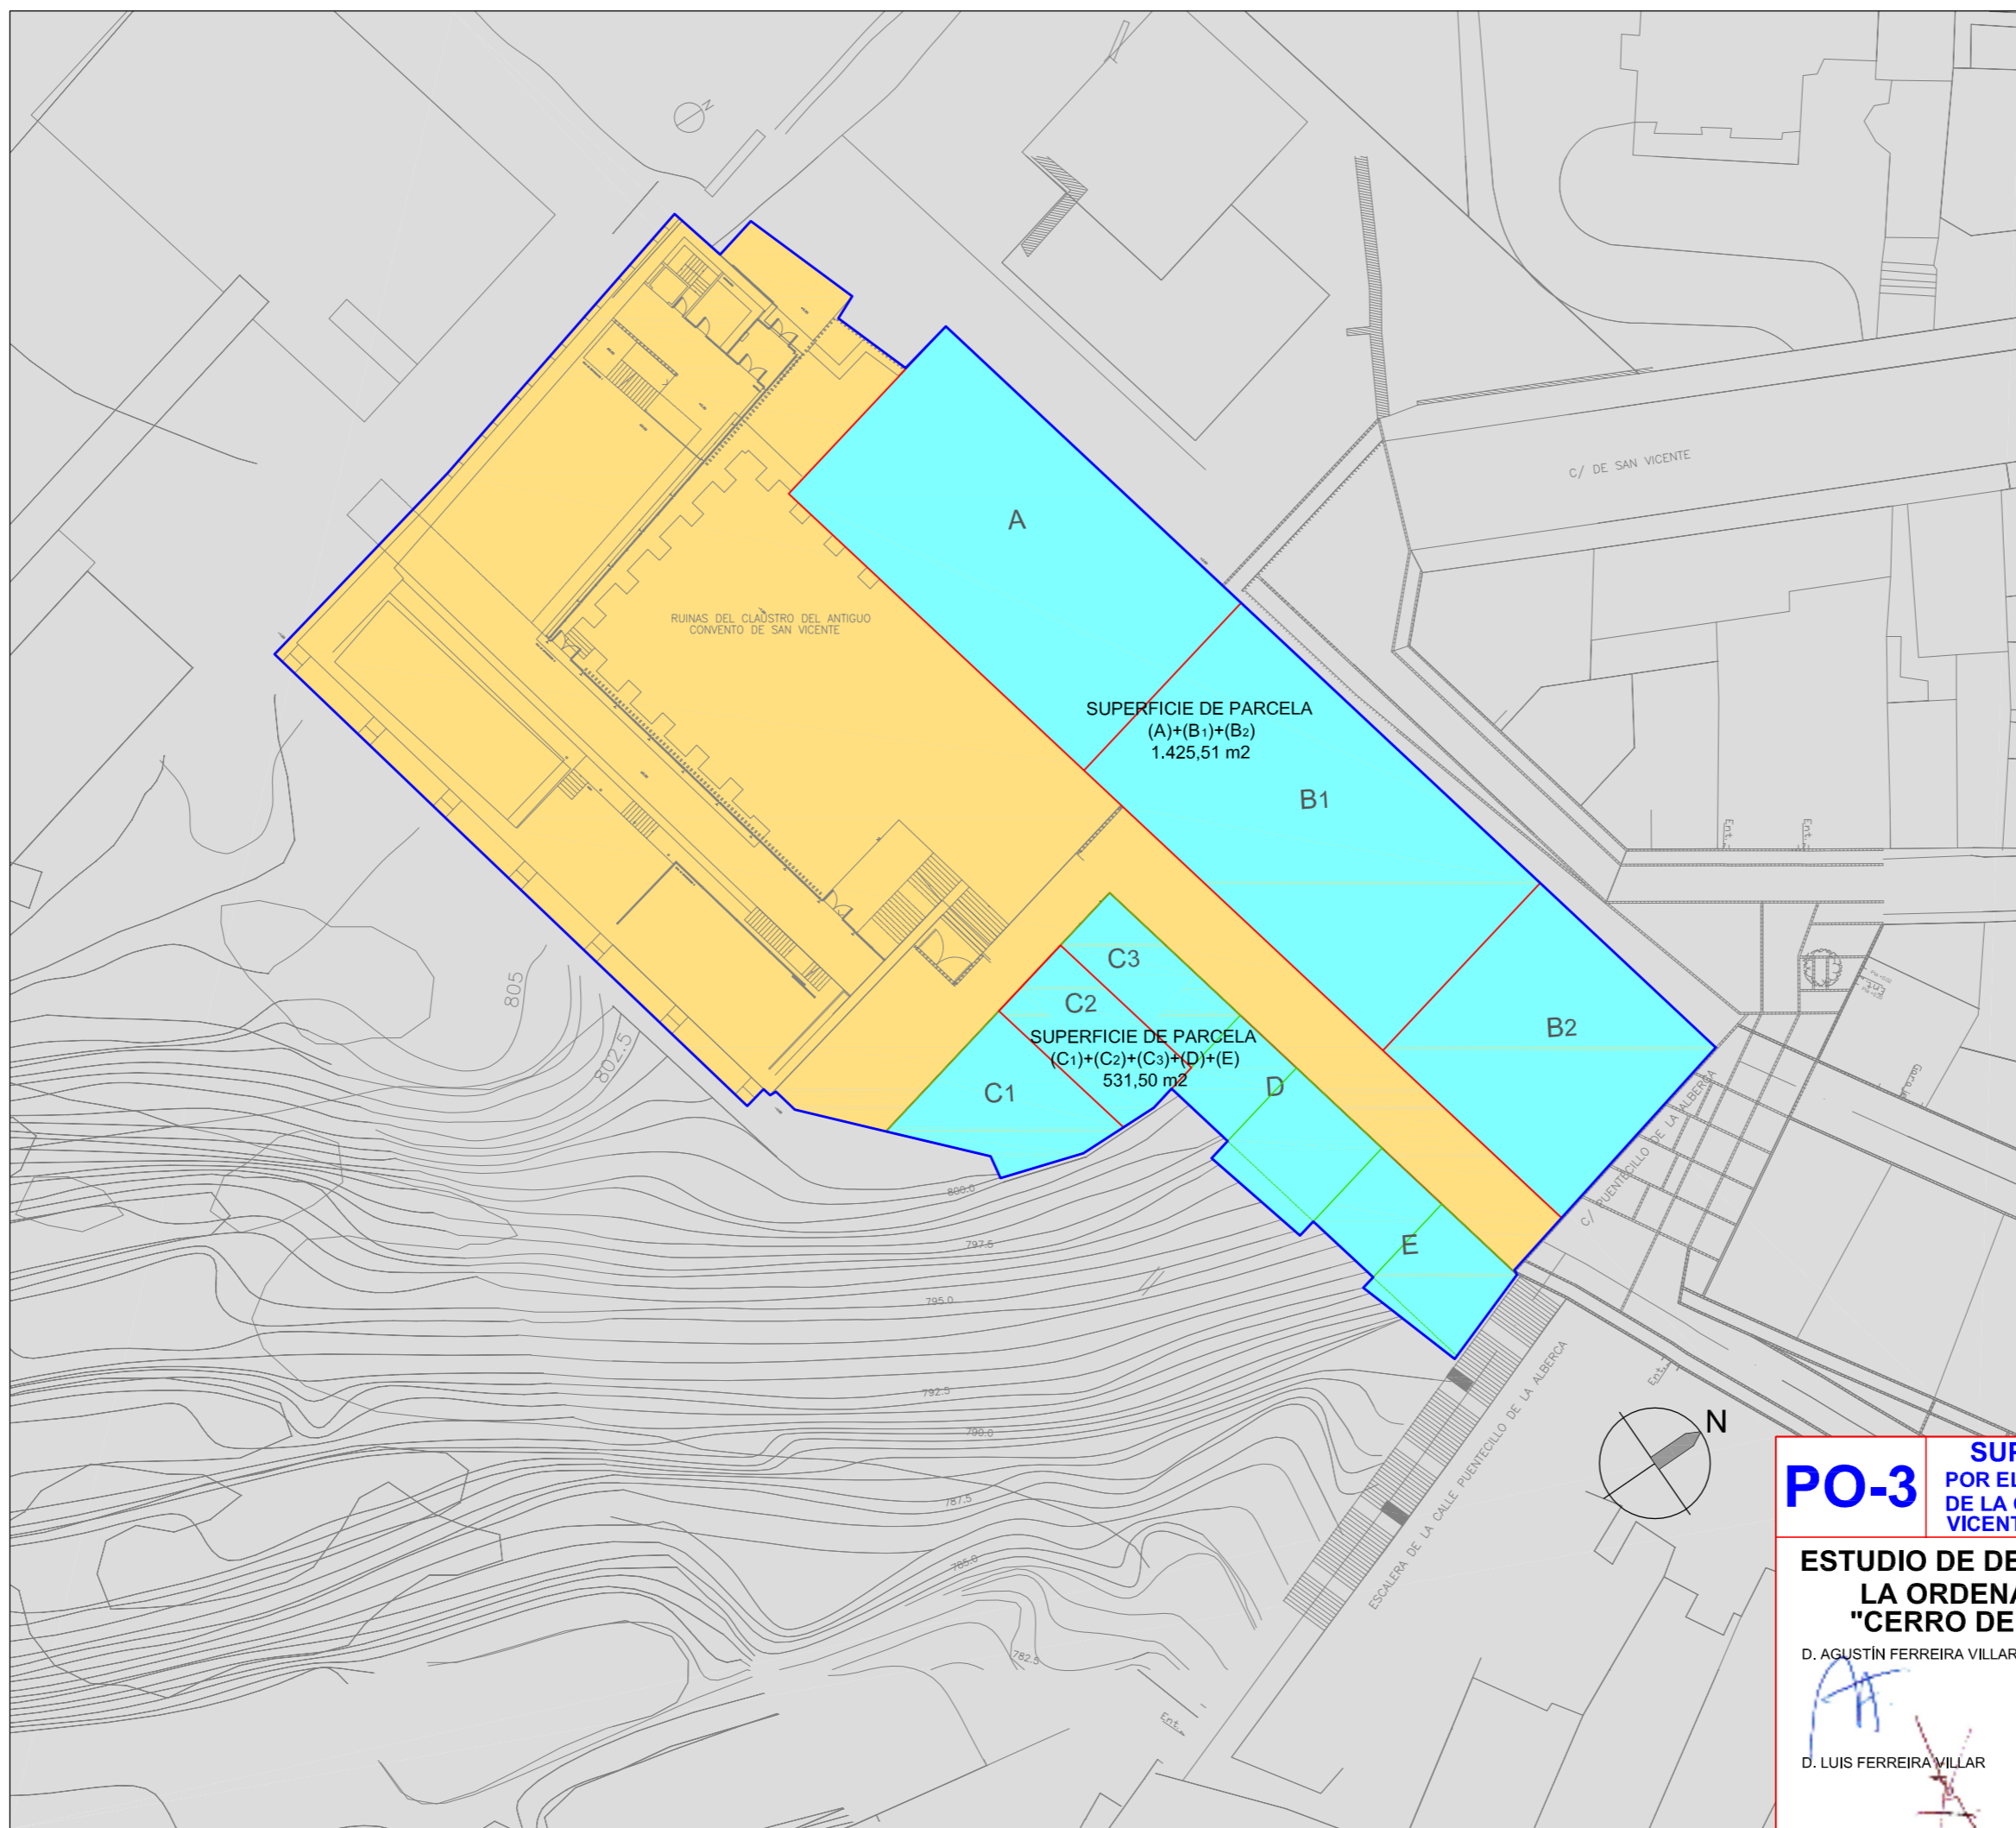 N
C/ DE SAN VICENTE
A
RUINAS DEL CLAUSTRO DEL ANTIGUO
CONVENTO DE SAN VICENTE
SUPERFICIE DE PARCELA
(A)+(B1)+(B2)
1.425,51 m2
B1
Ent.
Ent.
C3
C2
805
802.5
B2
SUPERFICIE DE PARCELA
(C1)+(C2)+(C3)+(D)+(E)
531,50 m2
C1
D
C/ PUENTECILLO DE LA ALBERCA
800.0
797.5
E
795.0
792.5
790.0
787.5
785.0
782.5
Ent.
Ent.
ESCALERA DE LA CALLE PUENTECILLO DE LA ALBERCA
N
PO-3
SUP
POR EL
DE LA
VICENT
ESTUDIO DE DE
LA ORDENA
"CERRO DE
D. AGUSTÍN FERREIRA VILLAR
D. LUIS FERREIRA VILLAR